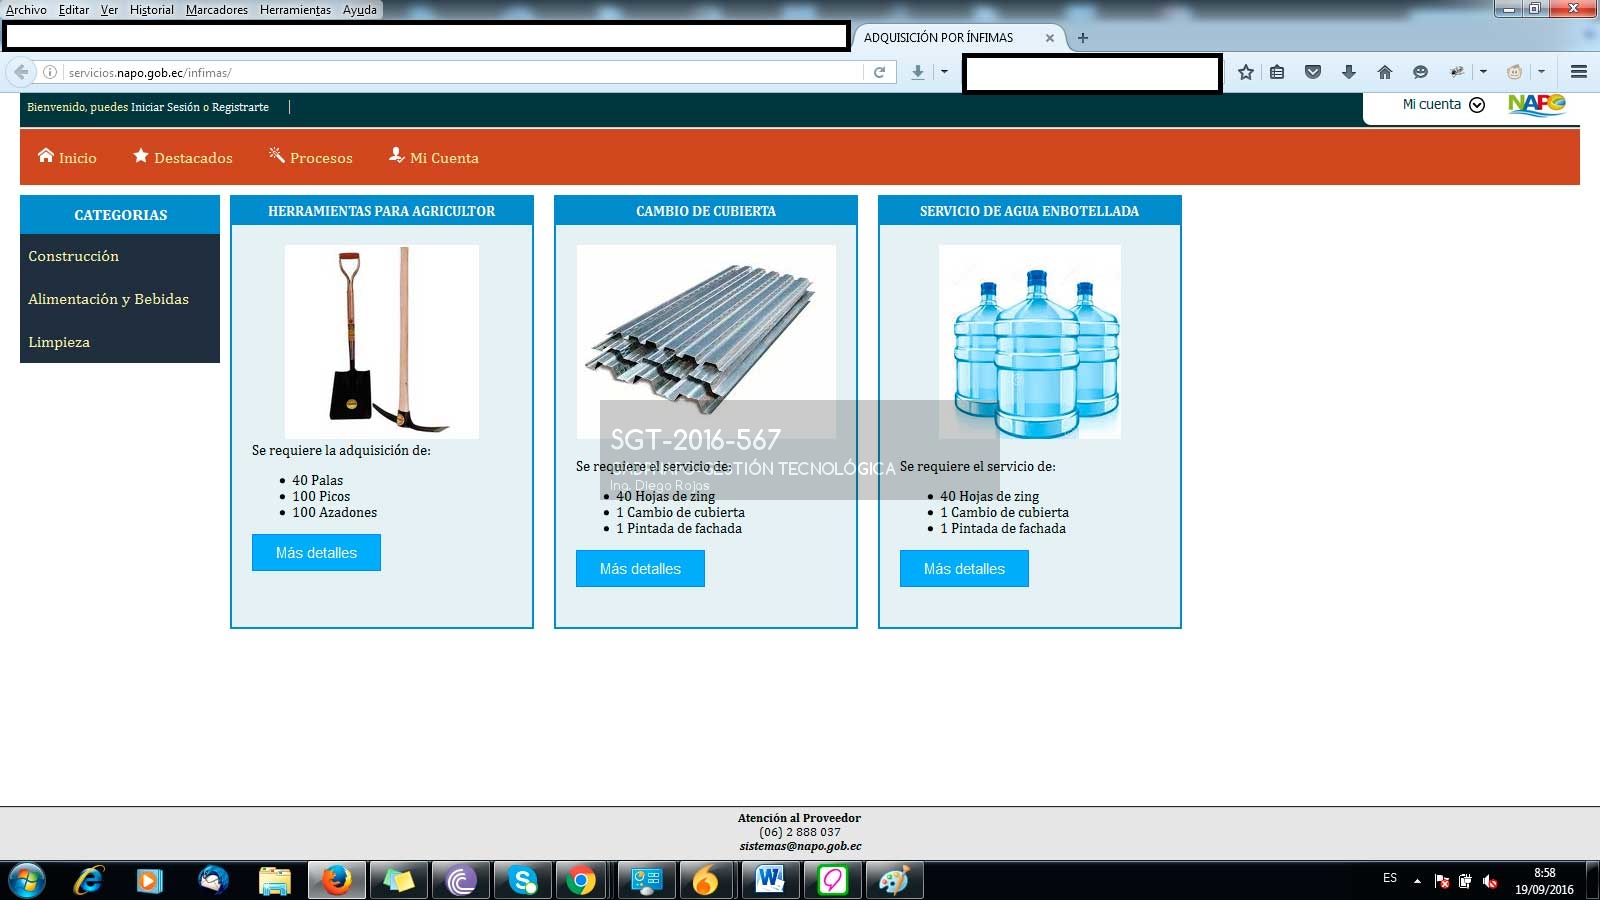 Archivo Editar Ver Historial Marcadores Herramientas Ayuda
ADQUISICIÓN POR ÍNFIMAS
servicios.napo.gob.ec/infimas/
Bienvenido, puedes Iniciar Sesión o Registrarte
Mi cuenta
NAPO
Inicio Destacados Procesos Mi Cuenta
CATEGORIAS
Construcción
Alimentación y Bebidas
Limpieza
HERRAMIENTAS PARA AGRICULTOR
Se requiere la adquisición de:
40 Palas
100 Picos
100 Azadones
Más detalles
CAMBIO DE CUBIERTA
Se requiere el servicio de:
40 Hojas de zing
1 Cambio de cubierta
1 Pintada de fachada
Más detalles
SERVICIO DE AGUA ENBOTELLADA
Se requiere el servicio de:
40 Hojas de zing
1 Cambio de cubierta
1 Pintada de fachada
Más detalles
SGT-2016-567
GESTIÓN TECNOLÓGICA
Ing. Diego Rojas
Atención al Proveedor
(06) 2 888 037
sistemas@napo.gob.ec
ES
8:58
19/09/2016